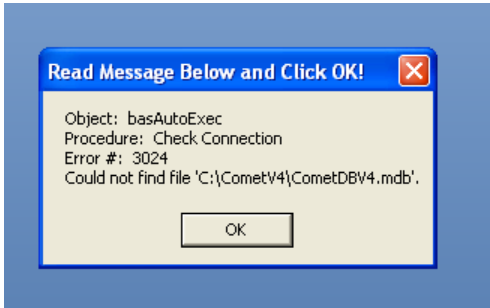 Read Message Below and Click OK!
Object: basAutoExec
Procedure: Check Connection
Error #: 3024
Could not find file 'C:\CometV4\CometDBV4.mdb'.
OK